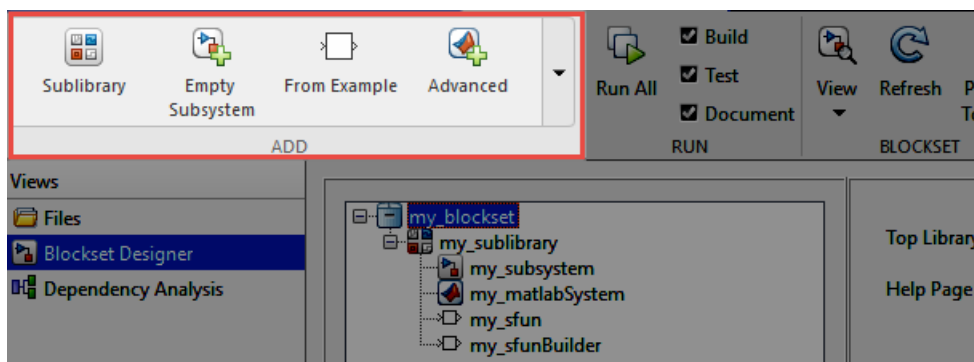 Sublibrary
Empty
Subsystem
From Example
Advanced
ADD
Run All
Build
Test
Document
RUN
View
Refresh
P
Te
BLOCKSET
Views
Files
Blockset Designer
Dependency Analysis
my_blockset
my_sublibrary
my_subsystem
my_matlabSystem
my_sfun
my_sfunBuilder
Top Library
Help Page